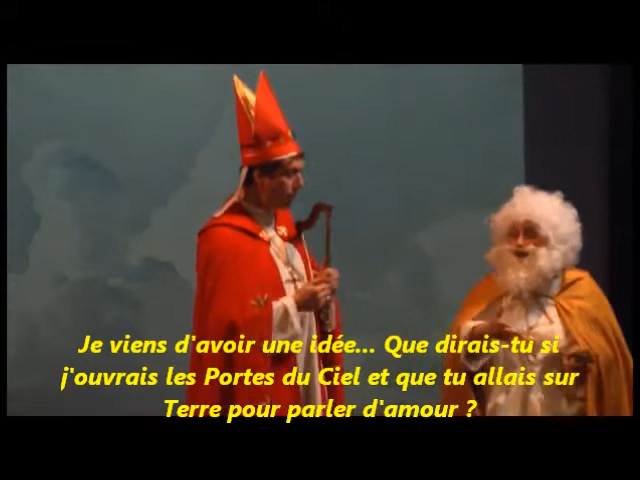 Je viens d'avoir une idée... Que dirais-tu si
j'ouvrais les Portes du Ciel et que tu allais sur
Terre pour parler d'amour ?